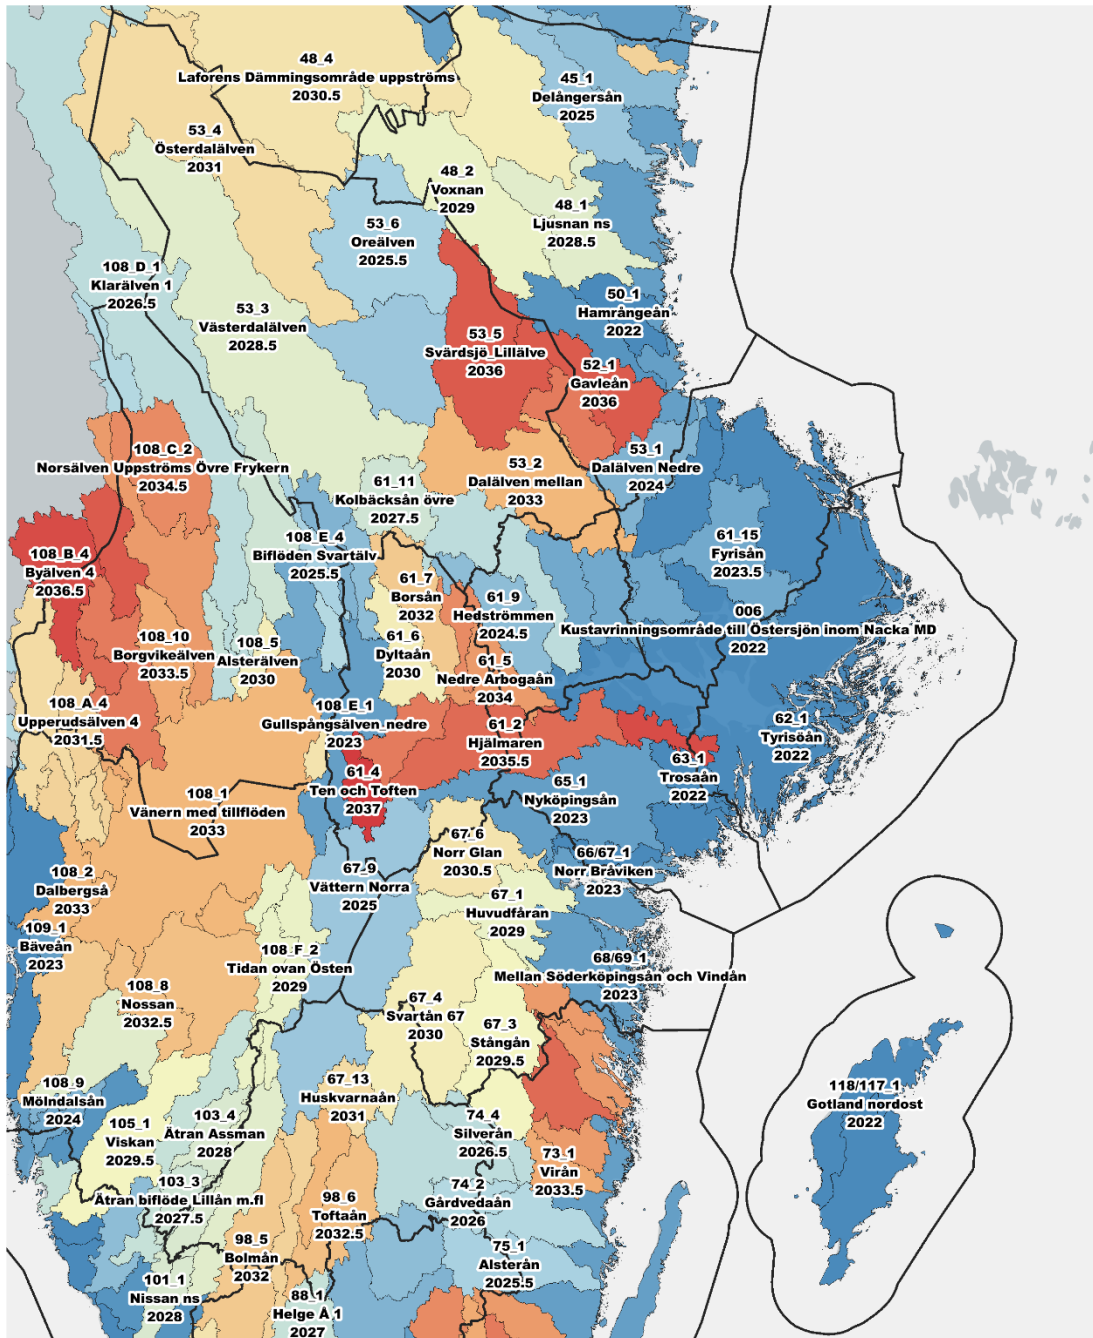 48_4
Laforens Dämmingsområde uppströms
2030.5
45_1
Delångersån
2025
53_4
Österdalälven
2031
48_2
Voxnan
2029
48_1
Ljusnan ns
2028.5
53_6
Oreälven
2025.5
108_D_1
Klarälven 1
2026.5
53_3
Västerdalälven
2028.5
50_1
Hamrångeån
2022
53_5
Svärdsjö_Lillälve
2036
52_1
Gavleån
2036
108_C_2
Norsälven Uppströms Övre Frykern
2034.5
53_2
Dalälven mellan
2033
53_1
Dalälven Nedre
2024
61_11
Kolbäcksån övre
2027.5
108_E_4
Biflöden Svartälv
2025.5
61_15
Fyrisån
2023.5
108_B_4
Byälven 4
2036.5
61_7
Borsån
2032
61_9
Hedströmmen
2024.5
006
Kustavrinningsområde till Östersjön inom Nacka MD
2022
108_10
Borgvikeälven
2033.5
108_5
Alsterälven
2030
61_6
Dyltaån
2030
61_5
Nedre Arbogaån
2034
108_A_4
Upperudsälven 4
2031.5
108_E_1
Gullspångsälven_nedre
2023
61_2
Hjälmaren
2035.5
62_1
Tyrisöån
2022
61_4
Ten och Toften
2037
63_1
Trosaån
2022
65_1
Nyköpingsån
2023
108_1
Vänern med tillflöden
2033
67_6
Norr Glan
2030.5
66/67_1
Norr Bråviken
2023
108_2
Dalbergså
2033
67_9
Vättern Norra
2025
67_1
Huvudfåran
2029
109_1
Bäveån
2023
108_F_2
Tidan ovan Östen
2029
68/69_1
Mellan Söderköpingsån och Vindån
2023
108_8
Nossan
2032.5
67_4
Svartån 67
2030
67_3
Stångån
2029.5
108_9
Mölndalsån
2024
67_13
Huskvarnaån
2031
118/117_1
Gotland nordost
2022
105_1
Viskan
2029.5
103_4
Ätran Assman
2028
74_4
Silverån
2026.5
73_1
Virån
2033.5
103_3
Ätran biflöde Lillån m.fl
2027.5
98_6
Toftaån
2032.5
74_2
Gårdvedaån
2026
98_5
Bolmån
2032
75_1
Alsterån
2025.5
101_1
Nissan ns
2028
88_1
Helge Å 1
2027